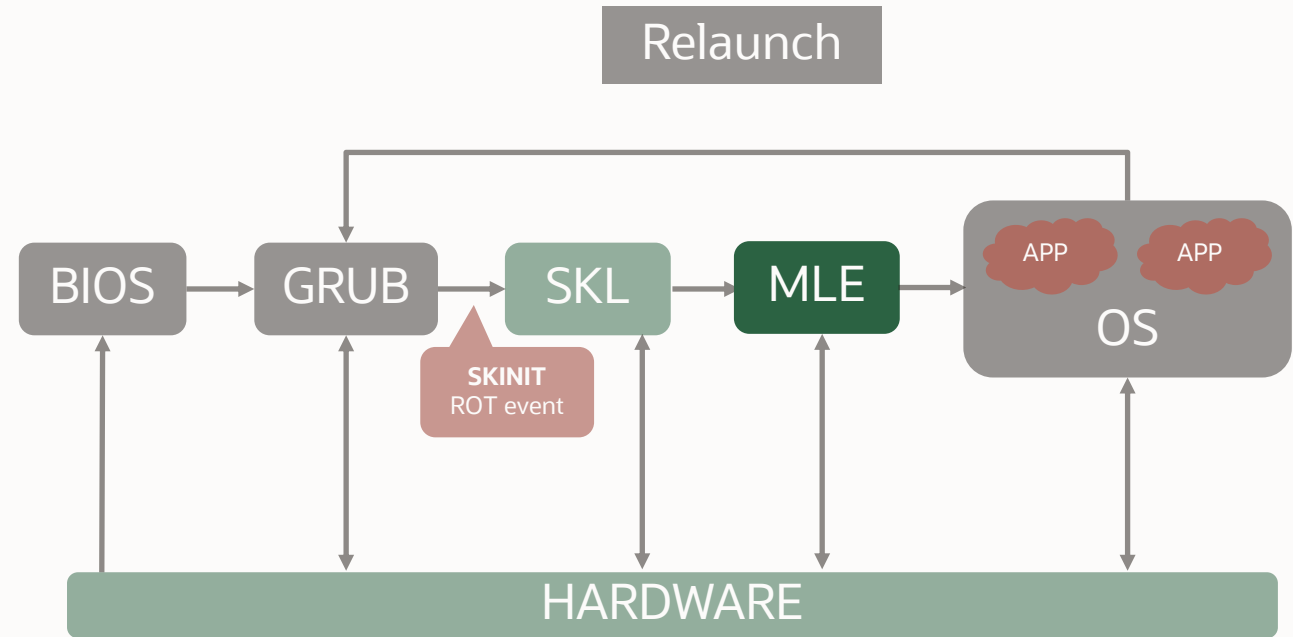 Relaunch
BIOS
GRUB
SKL
MLE
APP
APP
OS
SKINIT
ROT event
HARDWARE